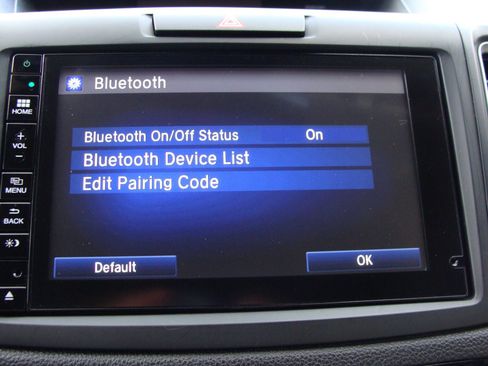 Bluetooth
Bluetooth On/Off Status On
Bluetooth Device List
Edit Pairing Code
Default OK
HOME
+
VOL
-
MENU
BACK